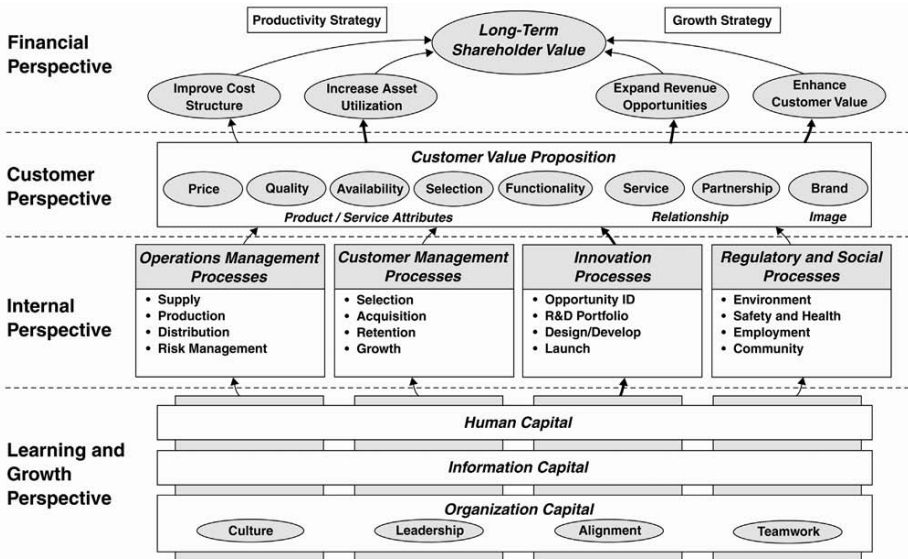 Productivity Strategy
Growth Strategy
Long-Term
Shareholder Value
Financial
Perspective
Improve Cost
Structure
Increase Asset
Utilization
Expand Revenue
Opportunities
Enhance
Customer Value
Customer
Perspective
Customer Value Proposition
Price
Quality
Availability
Selection
Functionality
Service
Partnership
Brand
Product / Service Attributes
Relationship
Image
Internal
Perspective
Operations Management
Processes
• Supply
• Production
• Distribution
• Risk Management
Customer Management
Processes
• Selection
• Acquisition
• Retention
• Growth
Innovation
Processes
• Opportunity ID
• R&D Portfolio
• Design/Develop
• Launch
Regulatory and Social
Processes
• Environment
• Safety and Health
• Employment
• Community
Learning and
Growth
Perspective
Human Capital
Information Capital
Organization Capital
Culture
Leadership
Alignment
Teamwork